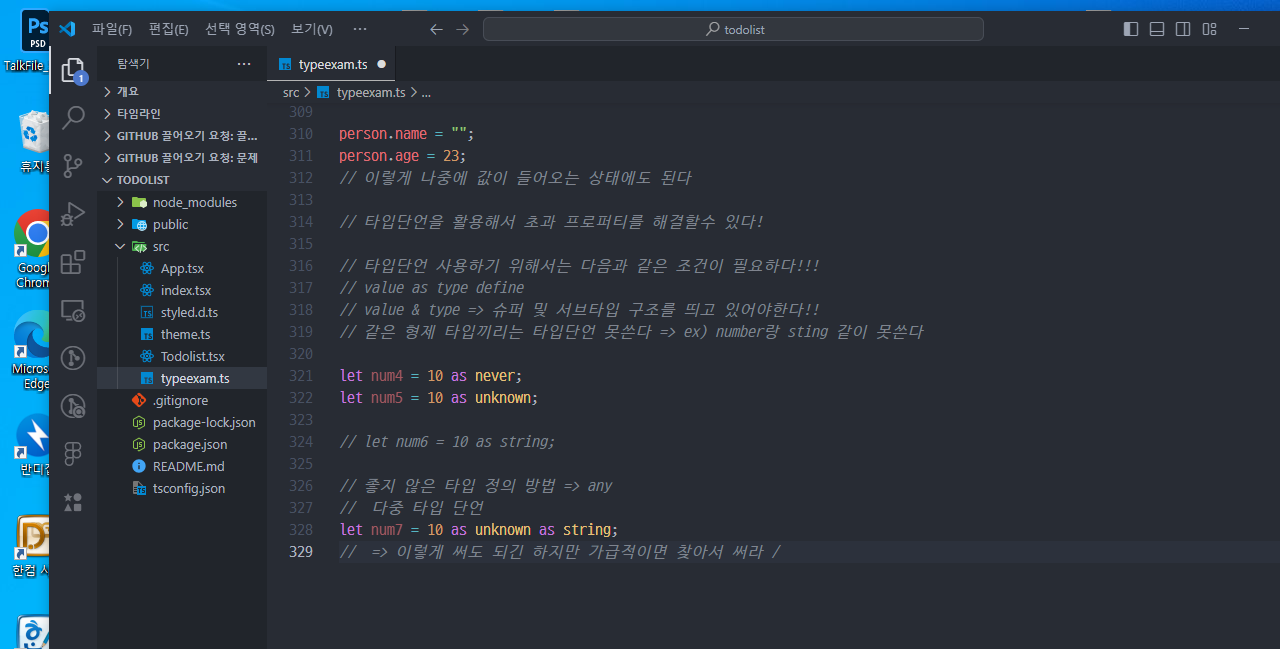 파일(F) 편집(E) 선택 영역(S) 보기(V) ... todolist
PS
PSD
TalkFile_
탐색기 ...
TS typeexam.ts
1
개요
src > TS typeexam.ts > ...
타임라인
309
GITHUB 끌어오기 요청: 끌...
310 person.name = "";
311 person.age = 23;
GITHUB 끌어오기 요청: 문제
312 // 이렇게 나중에 값이 들어오는 상태에도 된다
TODOLIST
313
node_modules
314 // 타입단언을 활용해서 초과 프로퍼티를 해결할수 있다!
public
315
src
316 // 타입단언 사용하기 위해서는 다음과 같은 조건이 필요하다!!!
App.tsx
317 // value as type define
index.tsx
318 // value & type => 슈퍼 및 서브타입 구조를 띄고 있어야한다!!
TS styled.d.ts
319 // 같은 형제 타입끼리는 타입단언 못쓴다 => ex) number랑 sting 같이 못쓴다
TS theme.ts
320
Todolist.tsx
321 let num4 = 10 as never;
TS typeexam.ts
322 let num5 = 10 as unknown;
.gitignore
323
package-lock.json
324 // let num6 = 10 as string;
package.json
325
README.md
326 // 좋지 않은 타입 정의 방법 => any
tsconfig.json
327 // 다중 타입 단언
328 let num7 = 10 as unknown as string;
329 // => 이렇게 써도 되긴 하지만 가급적이면 찾아서 써라 /
휴지통
Googl
Chrom
Micros
Edge
반디집
한컴 사